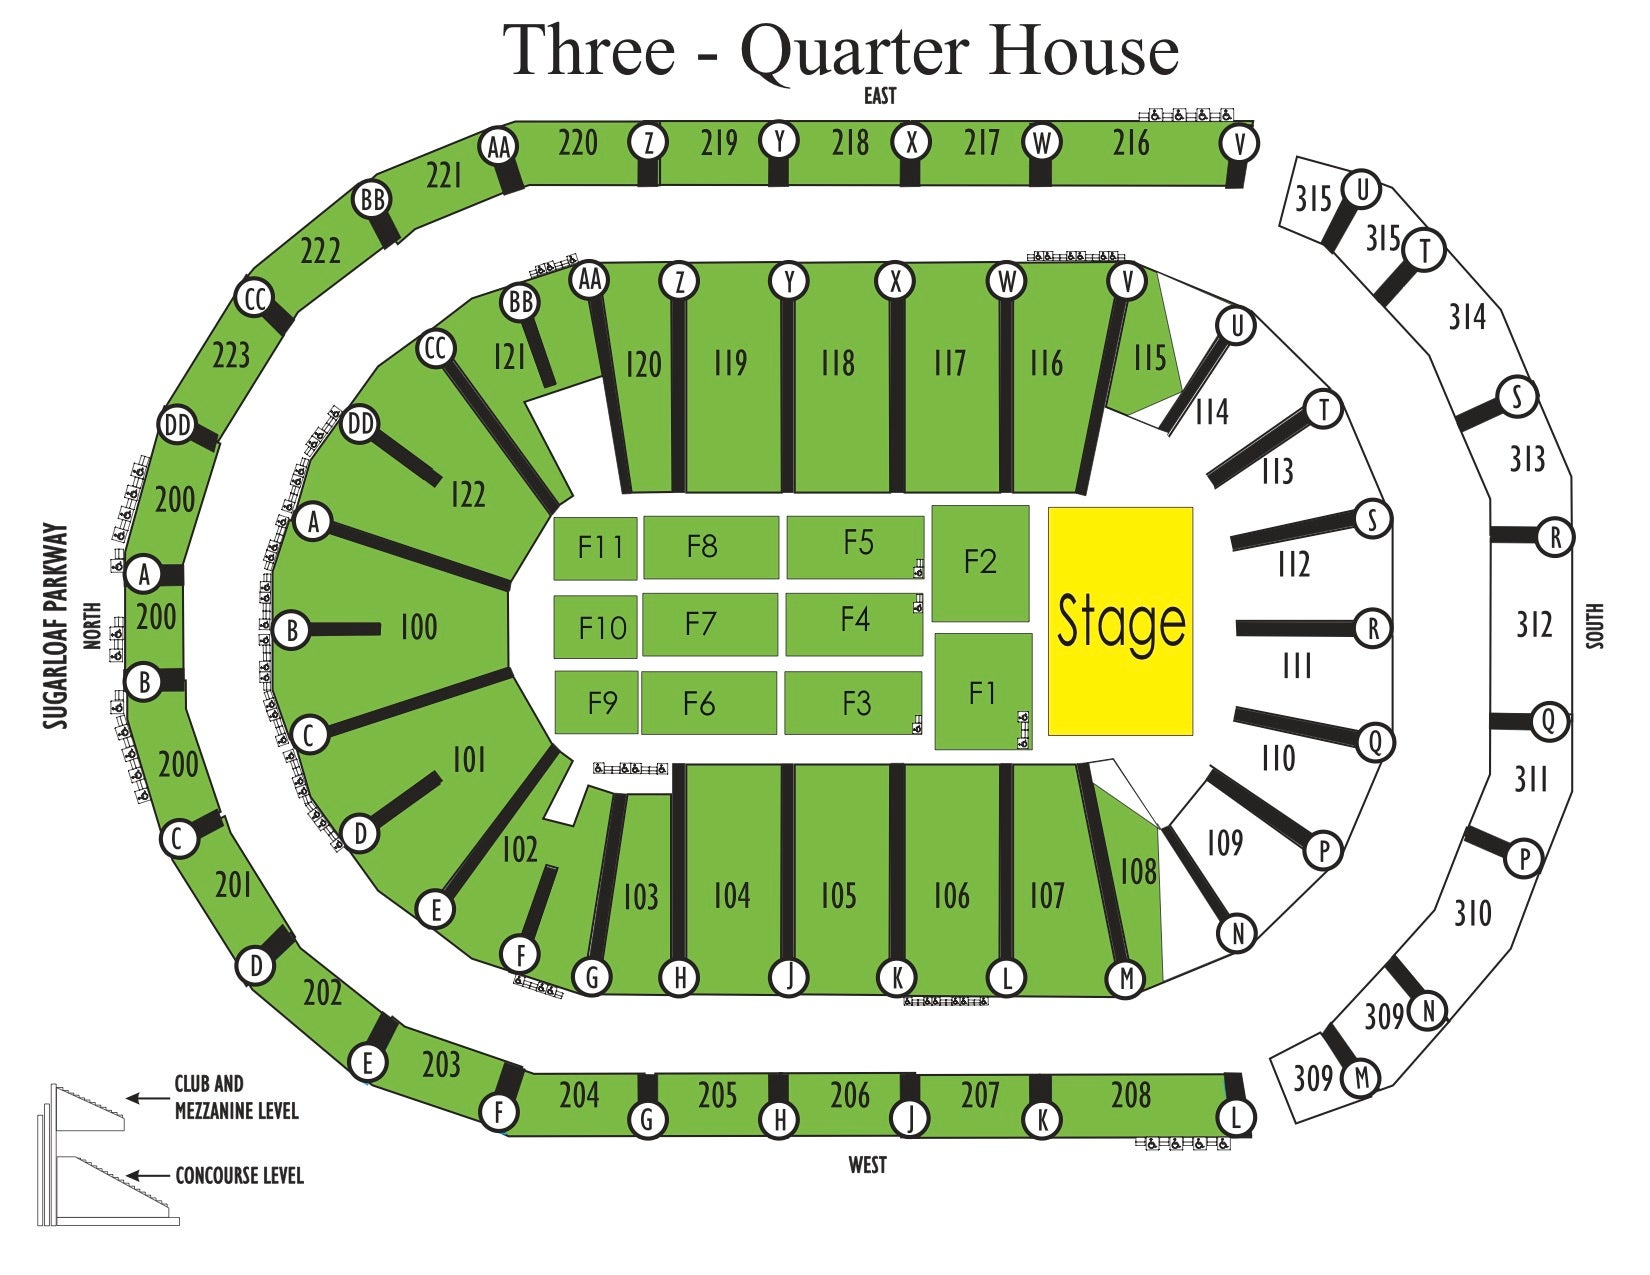 Three - Quarter House
EAST
AA 220 Z 219 Y 218 X 217 W 216 V
221
BB
222
CC
223
DD
200
A
200
B
200
C
201
D
202
E
203
F 204 G 205 H 206 J 207 K 208 L
315 U
315 T
314
S
313
R
312
Q
311
P
310
309 N
309 M
AA Z Y X W V
BB
U
CC
121 120 119 118 117 116 115
114
T
DD
122
113
A
S
112
B 100
R
111
C
Q
101
110
D
P
102
109
E
103 104 105 106 107 108
F
N
G H J K L M
F11 F8 F5 F2
F10 F7 F4
F9 F6 F3 F1
Stage
SUGARLOAF PARKWAY
NORTH
SOUTH
WEST
CLUB AND
MEZZANINE LEVEL
CONCOURSE LEVEL